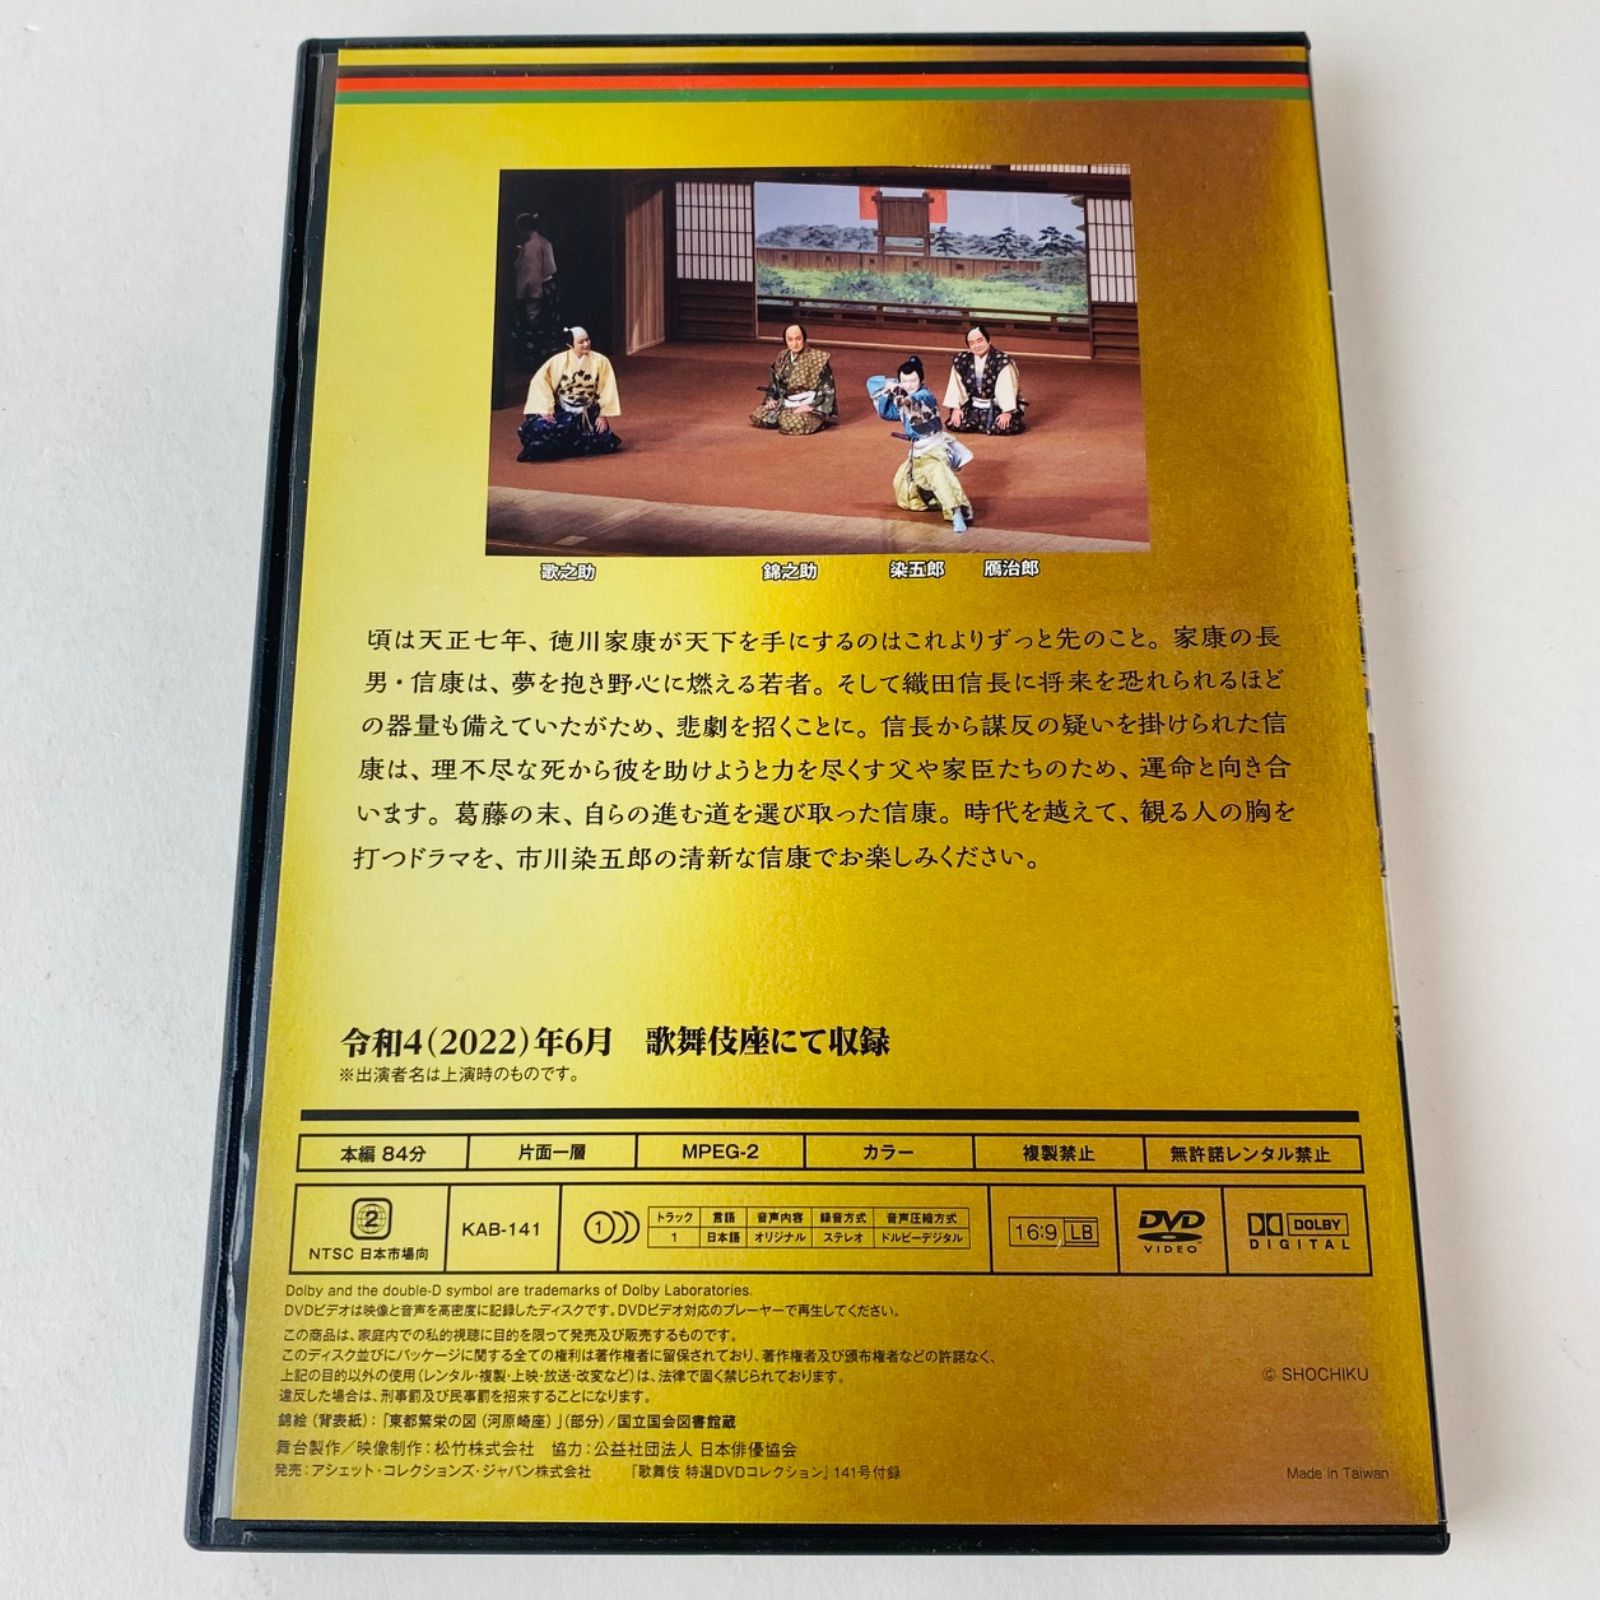 歌之助 錦之助 染五郎 鴈治郎
頃は天正七年、徳川家康が天下を手にするのはこれよりずっと先のこと。家康の長
男・信康は、夢を抱き野心に燃える若者。そして織田信長に将来を恐れられるほど
の器量も備えていたがため、悲劇を招くことに。信長から謀反の疑いを掛けられた信
康は、理不尽な死から彼を助けようと力を尽くす父や家臣たちのため、運命と向き合
います。葛藤の末、自らの進む道を選び取った信康。時代を越えて、観る人の胸を
打つドラマを、市川染五郎の清新な信康でお楽しみください。
令和4(2022)年6月 歌舞伎座にて収録
※出演者名は上演時のものです。
本編 84分 片面一層 MPEG-2 カラー 複製禁止 無許諾レンタル禁止
2
NTSC 日本市場向
KAB-141
1
トラック 言語 音声内容 録音方式 音声圧縮方式
1 日本語 オリジナル ステレオ ドルビーデジタル
16:9 LB
DVD
VIDEO
DOLBY
DIGITAL
Dolby and the double-D symbol are trademarks of Dolby Laboratories.
DVDビデオは映像と音声を高密度に記録したディスクです。DVDビデオ対応のプレーヤーで再生してください。
この商品は、家庭内での私的視聴に目的を限って発売及び販売するものです。
このディスク並びにパッケージに関する全ての権利は著作権者に留保されており、著作権者及び頒布権者などの許諾なく、
上記の目的以外の使用(レンタル・複製・上映・放送・改変など)は、法律で固く禁じられております。
違反した場合は、刑事罰及び民事罰を招来することになります。
© SHOCHIKU
錦絵(背表紙):「東都繁栄の図(河原崎座)」(部分)/国立国会図書館蔵
舞台製作/映像制作:松竹株式会社 協力:公益社団法人 日本俳優協会
発売:アシェット・コレクションズ・ジャパン株式会社 『歌舞伎 特選DVDコレクション』141号付録
Made in Taiwan